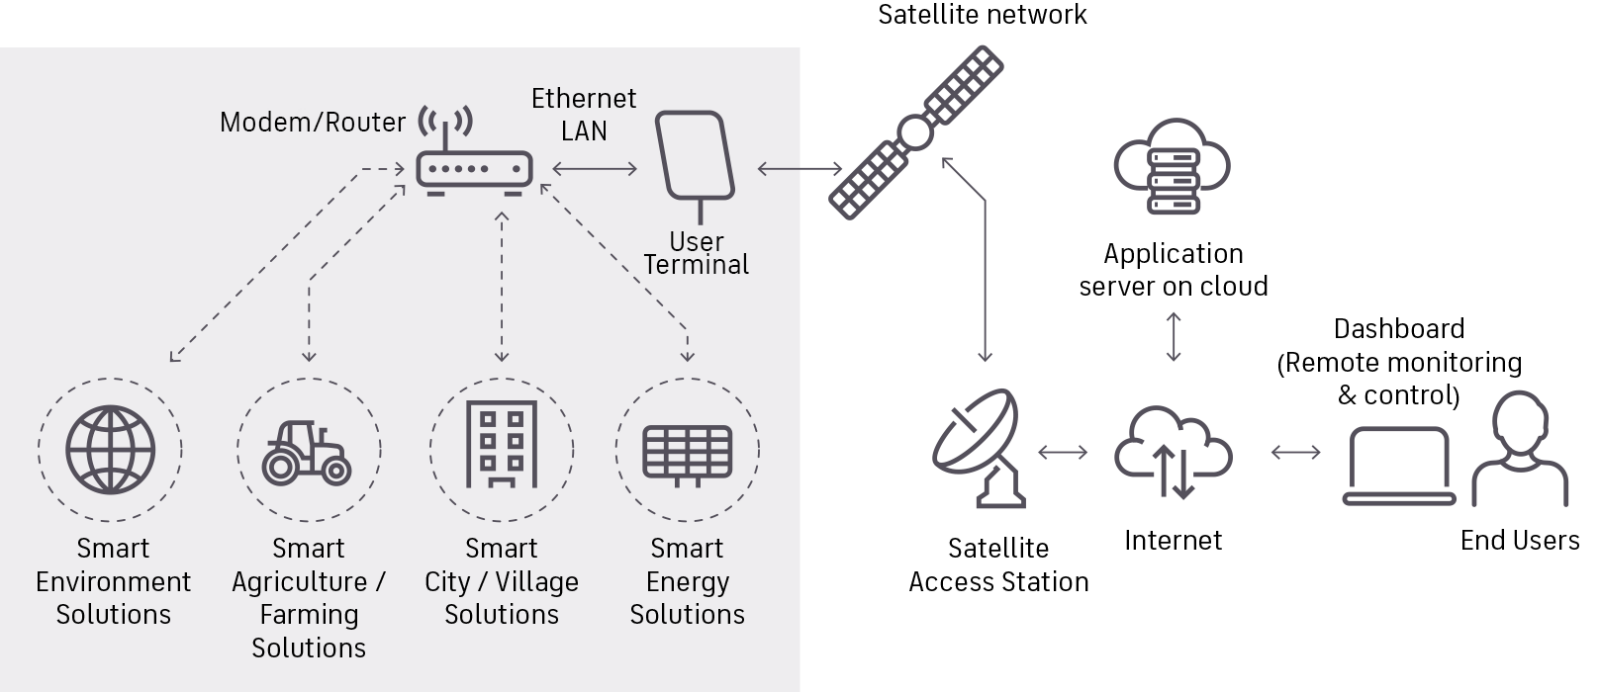 Satellite network
Modem/Router
Ethernet
LAN
User
Terminal
Application
server on cloud
Dashboard
(Remote monitoring
& control)
Smart
Environment
Solutions
Smart
Agriculture /
Farming
Solutions
Smart
City / Village
Solutions
Smart
Energy
Solutions
Satellite
Access Station
Internet
End Users